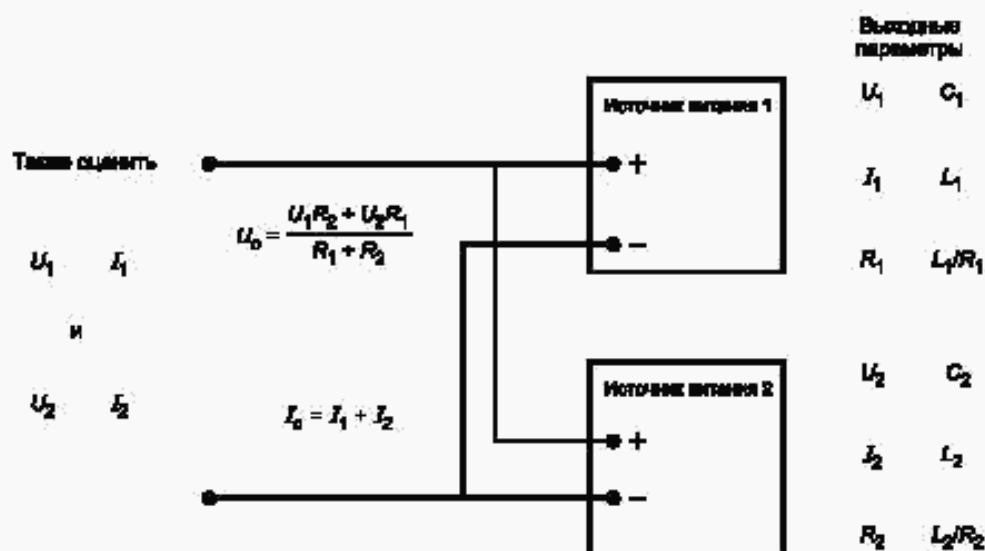 Выходные
параметры
U₁ C₁
Источник питания 1
Также оценить
+
I₁ L₁
U₀ = (U₁R₂ + U₂R₁) / (R₁ + R₂)
−
U₁ I₁
R₁ L₁/R₁
и
U₂ C₂
Источник питания 2
U₂ I₂
I₀ = I₁ + I₂
+
I₂ L₂
−
R₂ L₂/R₂